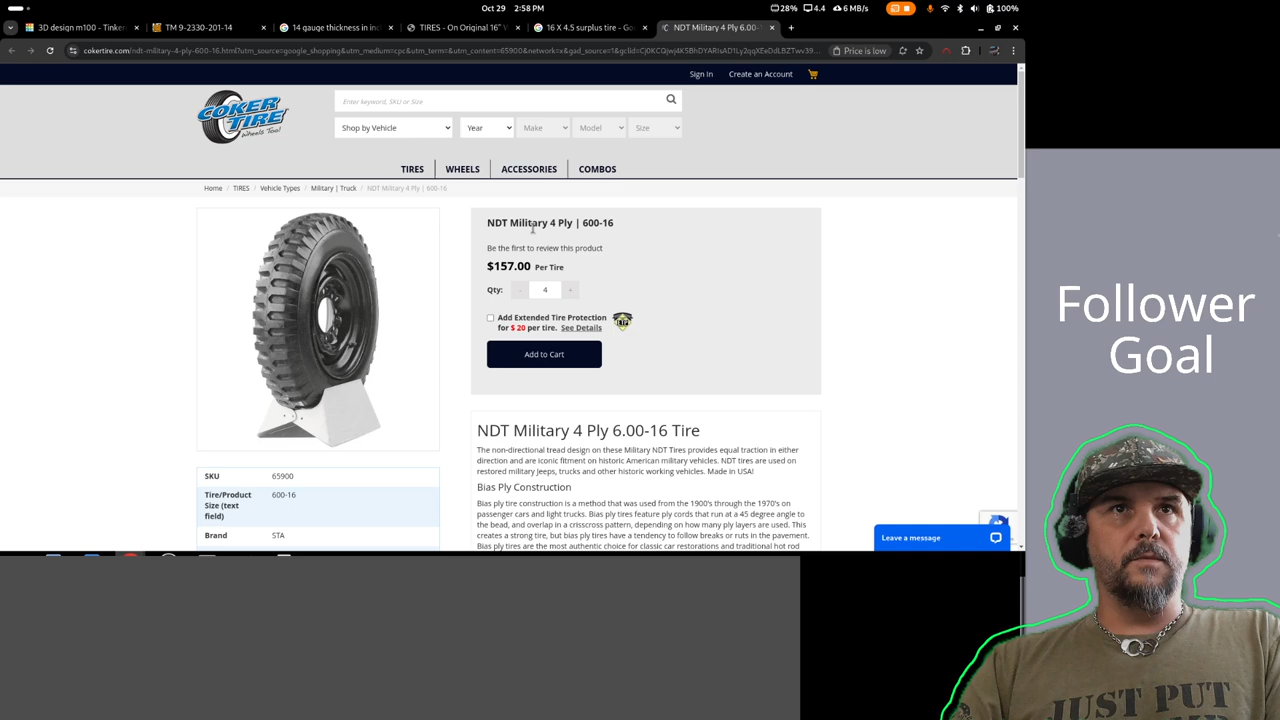 Oct 29 2:58 PM
28% 4.4 6 MB/s 100%
3D design m100 - Tinker
TM 9-2330-201-14
14 gauge thickness in inc
TIRES - On Original 16" V
16 X 4.5 surplus tire - Go
NDT Military 4 Ply 6.00-
Price is low
Sign In Create an Account
COKER TIRE
Wheels Too!
Enter keyword, SKU or Size
Shop by Vehicle Year Make Model Size
TIRES WHEELS ACCESSORIES COMBOS
Home / TIRES / Vehicle Types / Military | Truck / NDT Military 4 Ply | 600-16
NDT Military 4 Ply | 600-16
Be the first to review this product
$157.00 Per Tire
Qty: - 4 +
Add Extended Tire Protection
for $ 20 per tire. See Details
ETP
Add to Cart
NDT Military 4 Ply 6.00-16 Tire
The non-directional tread design on these Military NDT Tires provides equal traction in either
direction and are iconic fitment on historic American military vehicles. NDT tires are used on
restored military Jeeps, trucks and other historic working vehicles. Made in USA!
Bias Ply Construction
Bias ply tire construction is a method that was used from the 1900's through the 1970's on
passenger cars and light trucks. Bias ply tires feature ply cords that run at a 45 degree angle to
the bead, and overlap in a crisscross pattern, depending on how many ply layers are used. This
creates a strong tire, but bias ply tires have a tendency to follow breaks or ruts in the pavement.
Bias ply tires are the most authentic choice for classic car restorations and traditional hot rod
SKU 65900
Tire/Product
Size (text
field)
600-16
Brand STA
Leave a message
Follower
Goal
JUST PUT